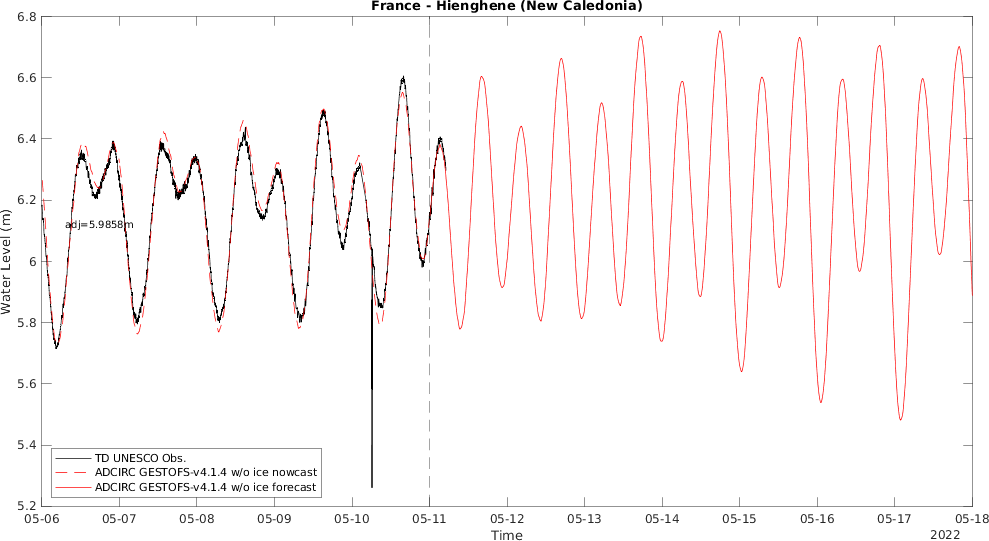 France - Hienghene (New Caledonia)
6.8
6.6
6.4
6.2
6
5.8
5.6
5.4
5.2
Water Level (m)
adj=5.9858m
TD UNESCO Obs.
ADCIRC GESTOFS-v4.1.4 w/o ice nowcast
ADCIRC GESTOFS-v4.1.4 w/o ice forecast
05-06 05-07 05-08 05-09 05-10 05-11 05-12 05-13 05-14 05-15 05-16 05-17 05-18
Time
2022